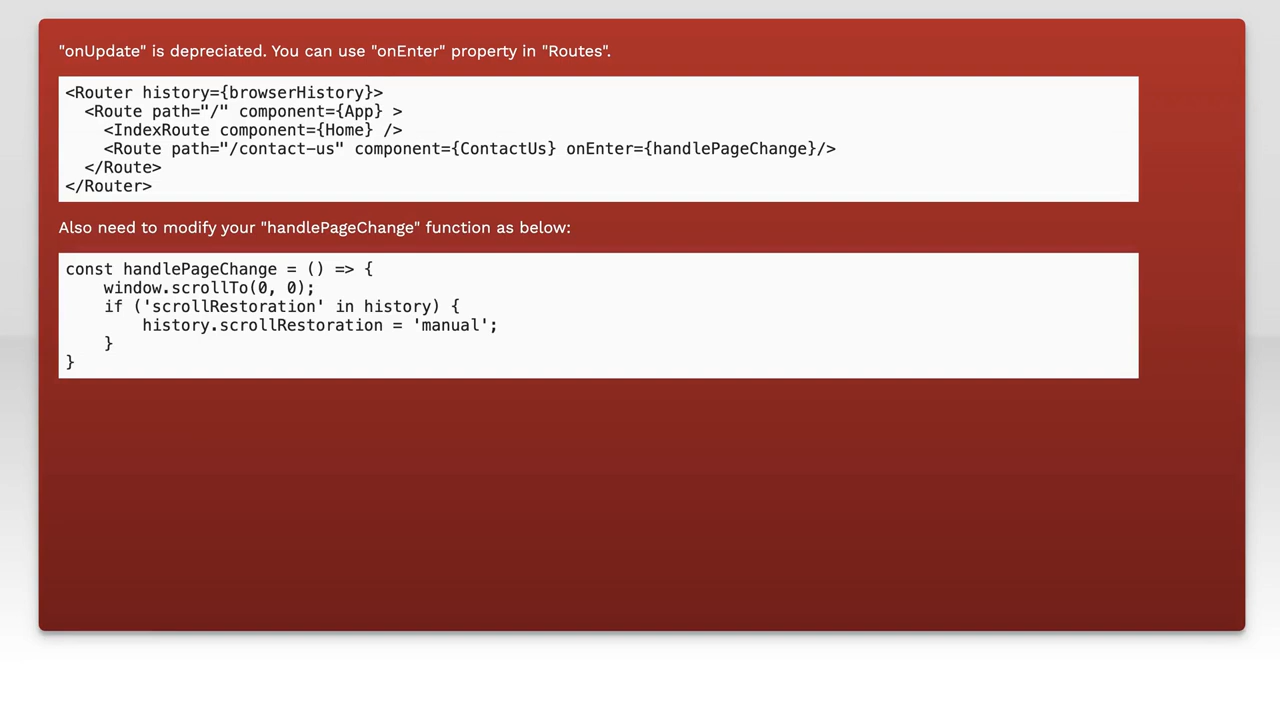 "onUpdate" is depreciated. You can use "onEnter" property in "Routes".
<Router history={browserHistory}>
  <Route path="/" component={App} >
    <IndexRoute component={Home} />
    <Route path="/contact-us" component={ContactUs} onEnter={handlePageChange}/>
  </Route>
</Router>
Also need to modify your "handlePageChange" function as below:
const handlePageChange = () => {
    window.scrollTo(0, 0);
    if ('scrollRestoration' in history) {
        history.scrollRestoration = 'manual';
    }
}